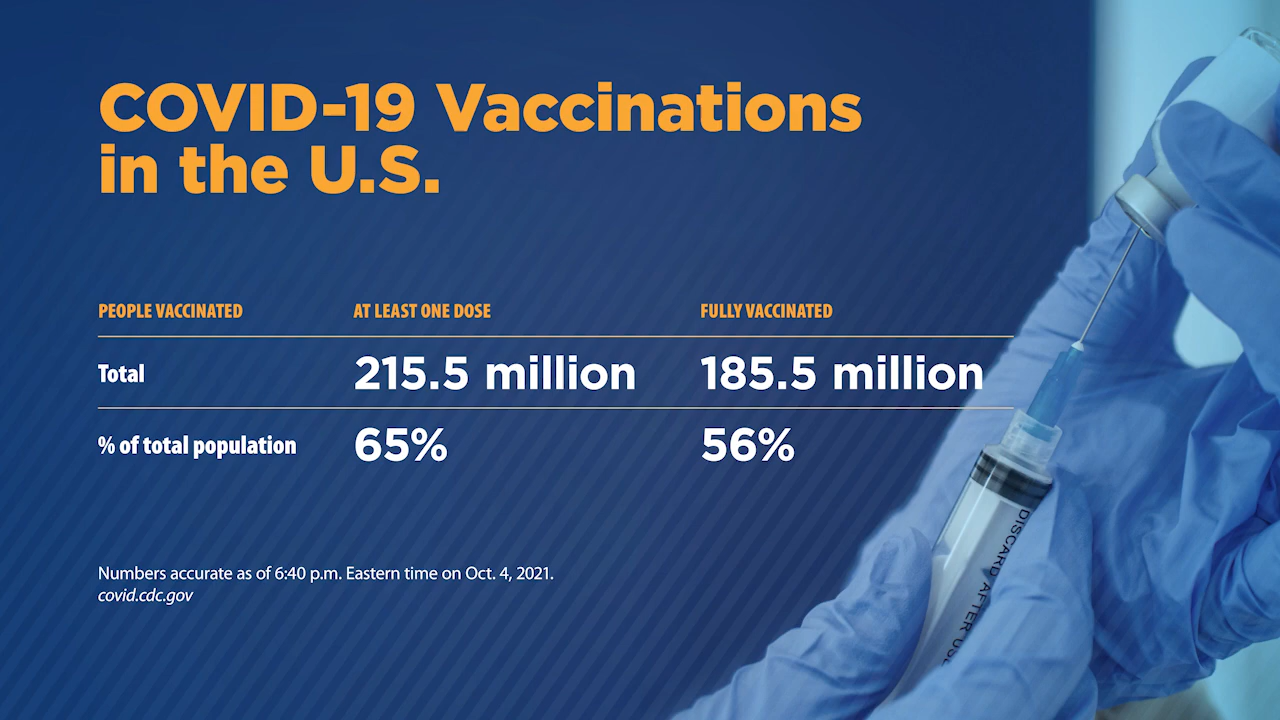 COVID-19 Vaccinations
in the U.S.
PEOPLE VACCINATED AT LEAST ONE DOSE FULLY VACCINATED
Total 215.5 million 185.5 million
% of total population 65% 56%
Numbers accurate as of 6:40 p.m. Eastern time on Oct. 4, 2021.
covid.cdc.gov
DISCARD AFTER USE